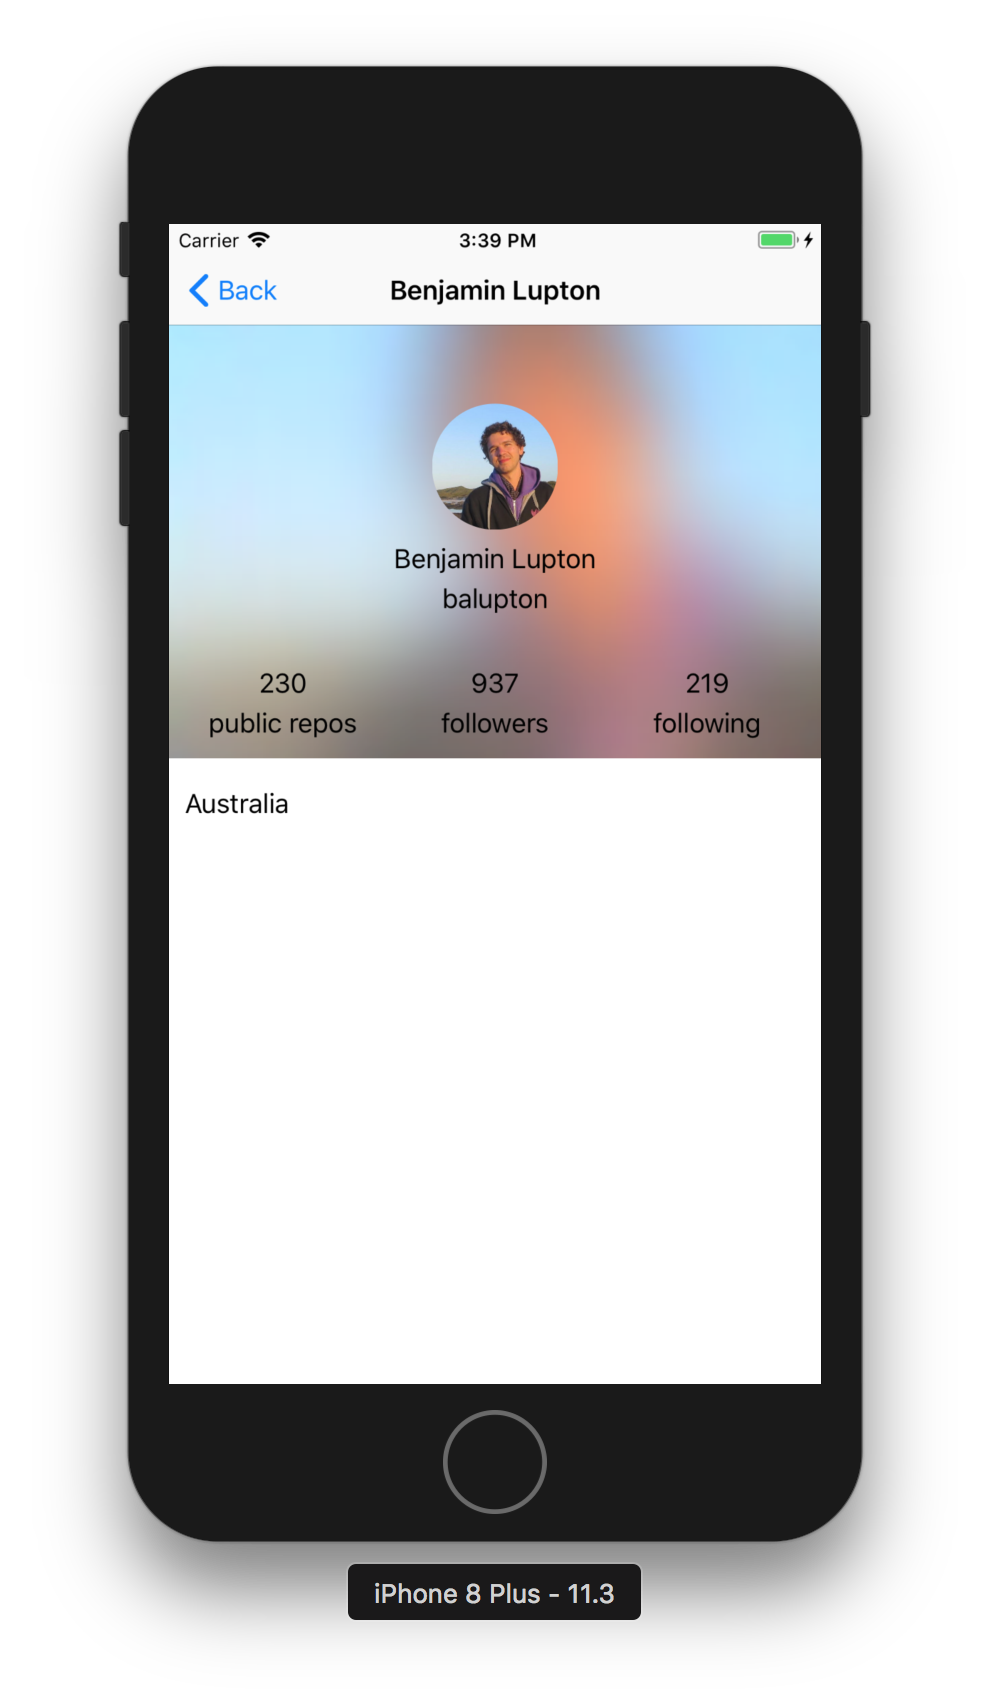 Carrier 3:39 PM
Back Benjamin Lupton
Benjamin Lupton
balupton
230 937 219
public repos followers following
Australia
iPhone 8 Plus - 11.3